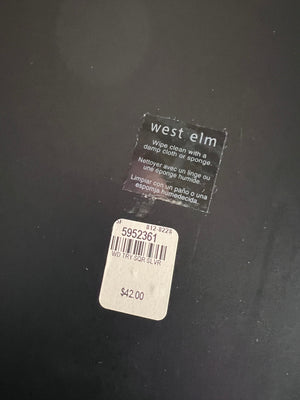 west elm
Wipe clean with a
damp cloth or sponge.
Nettoyer avec un linge ou
une éponge humide.
Limpiar con un paño o una
esponja humedecida.
812-8228
5952361
WD TRY SQR SLVR
$42.00